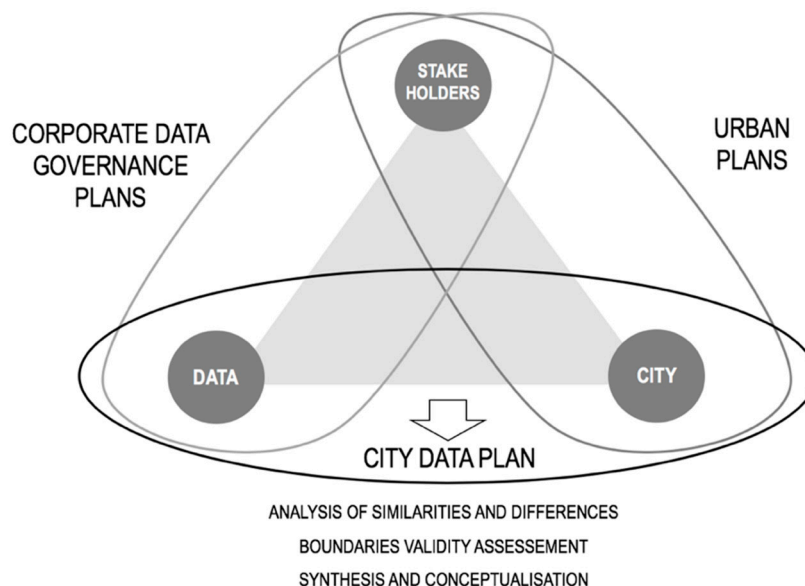 STAKE
HOLDERS
CORPORATE DATA
GOVERNANCE
PLANS
URBAN
PLANS
DATA
CITY
CITY DATA PLAN
ANALYSIS OF SIMILARITIES AND DIFFERENCES
BOUNDARIES VALIDITY ASSESSEMENT
SYNTHESIS AND CONCEPTUALISATION